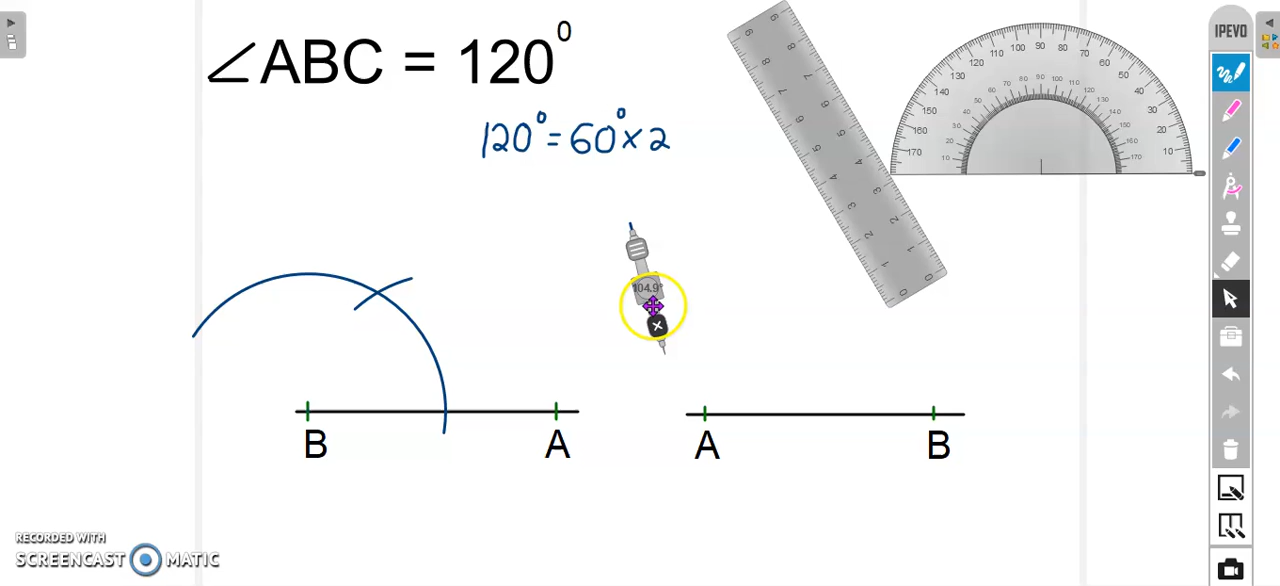 ∠ABC = 120⁰
120° = 60° × 2
104.9°
B
A
A
B
IPEVO
RECORDED WITH
SCREENCAST MATIC